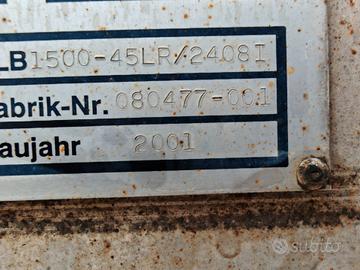 LB1500-45LR/2408I
abrik-Nr. 080477-001
aujahr 2001
subito